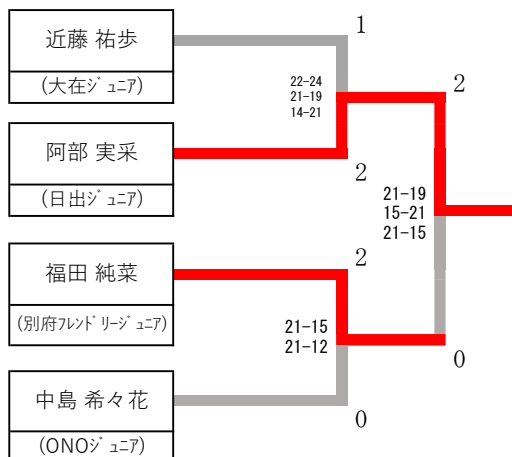 近藤 祐歩
(大在ｼﾞｭﾆｱ)
1
22-24
21-19
14-21
2
阿部 実采
(日出ｼﾞｭﾆｱ)
2
21-19
15-21
21-15
福田 純菜
(別府ﾌﾚﾝﾄﾞﾘｰｼﾞｭﾆｱ)
2
21-15
21-12
0
中島 希々花
(ONOｼﾞｭﾆｱ)
0